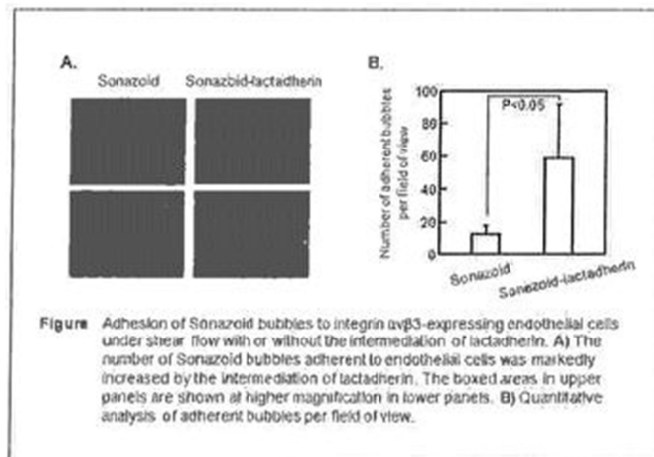 A.
Sonazoid Sonazoid-lactadherin
B.
Number of adherent bubbles
per field of view
100
80
60
40
20
0
P<0.05
Sonazoid
Sonazoid-lactadherin
Figure Adhesion of Sonazoid bubbles to integrin αvβ3-expressing endothelial cells
under shear flow with or without the intermediation of lactadherin. A) The
number of Sonazoid bubbles adherent to endothelial cells was markedly
increased by the intermediation of lactadherin. The boxed areas in upper
panels are shown at higher magnification in lower panels. B) Quantitative
analysis of adherent bubbles per field of view.